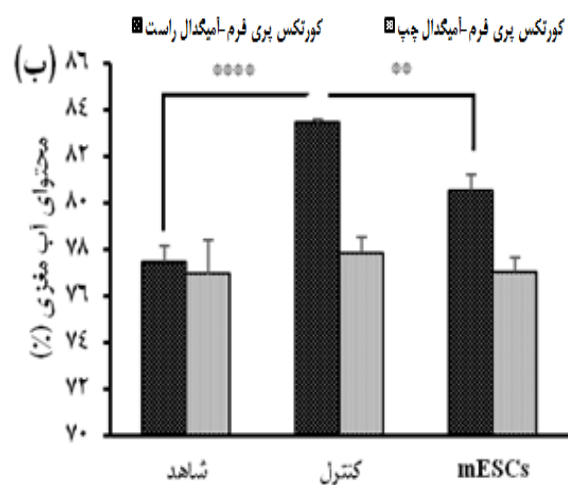 کورتکس پری فرم-آمیگدال راست کورتکس پری فرم-آمیگدال چپ
(ب)
**** **
محتوای آب مغزی (%)
۸۶
۸۴
۸۲
۸۰
۷۸
۷۶
۷۴
۷۲
۷۰
شاهد کنترل mESCs